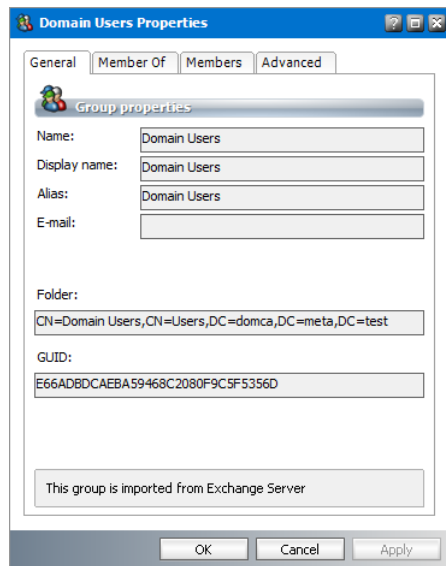 Domain Users Properties
General Member Of Members Advanced
Group properties
Name: Domain Users
Display name: Domain Users
Alias: Domain Users
E-mail:
Folder:
CN=Domain Users,CN=Users,DC=domca,DC=meta,DC=test
GUID:
E66ADBDCAEBA59468C2080F9C5F5356D
This group is imported from Exchange Server
OK Cancel Apply